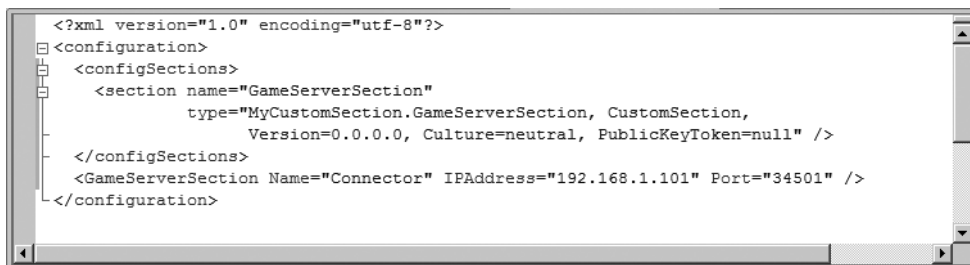 <?xml version="1.0" encoding="utf-8"?>
<configuration>
<configSections>
<section name="GameServerSection"
type="MyCustomSection.GameServerSection, CustomSection,
Version=0.0.0.0, Culture=neutral, PublicKeyToken=null" />
</configSections>
<GameServerSection Name="Connector" IPAddress="192.168.1.101" Port="34501" />
</configuration>